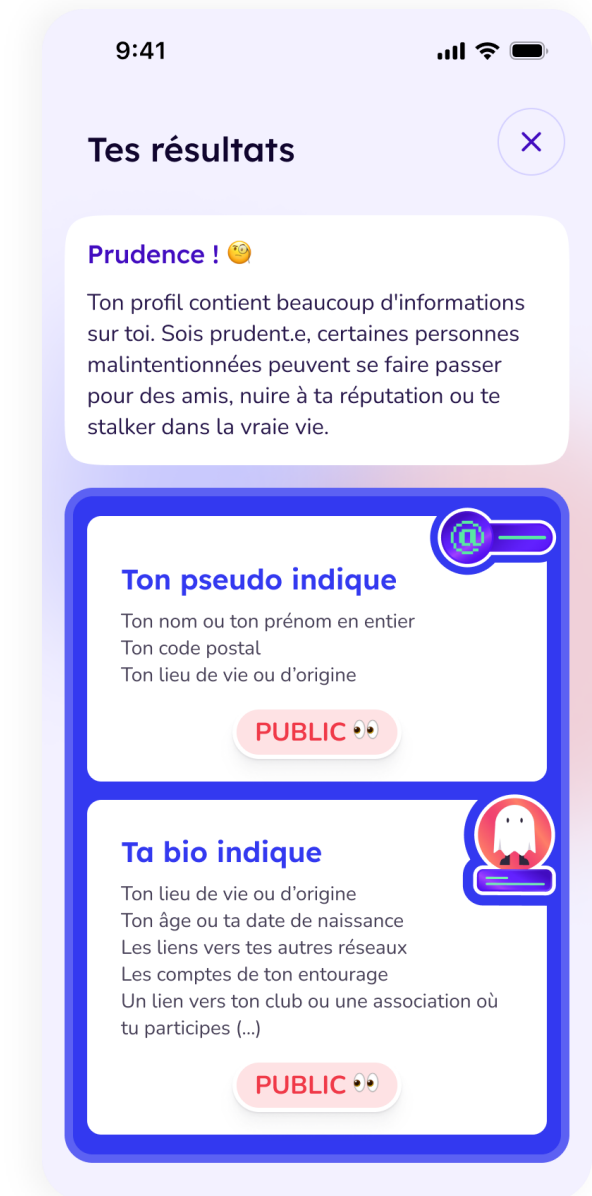 9:41
Tes résultats
Prudence ! 🧐
Ton profil contient beaucoup d'informations
sur toi. Sois prudent.e, certaines personnes
malintentionnées peuvent se faire passer
pour des amis, nuire à ta réputation ou te
stalker dans la vraie vie.
@
Ton pseudo indique
Ton nom ou ton prénom en entier
Ton code postal
Ton lieu de vie ou d’origine
PUBLIC 👀
Ta bio indique
Ton lieu de vie ou d’origine
Ton âge ou ta date de naissance
Les liens vers tes autres réseaux
Les comptes de ton entourage
Un lien vers ton club ou une association où
tu participes (...)
PUBLIC 👀